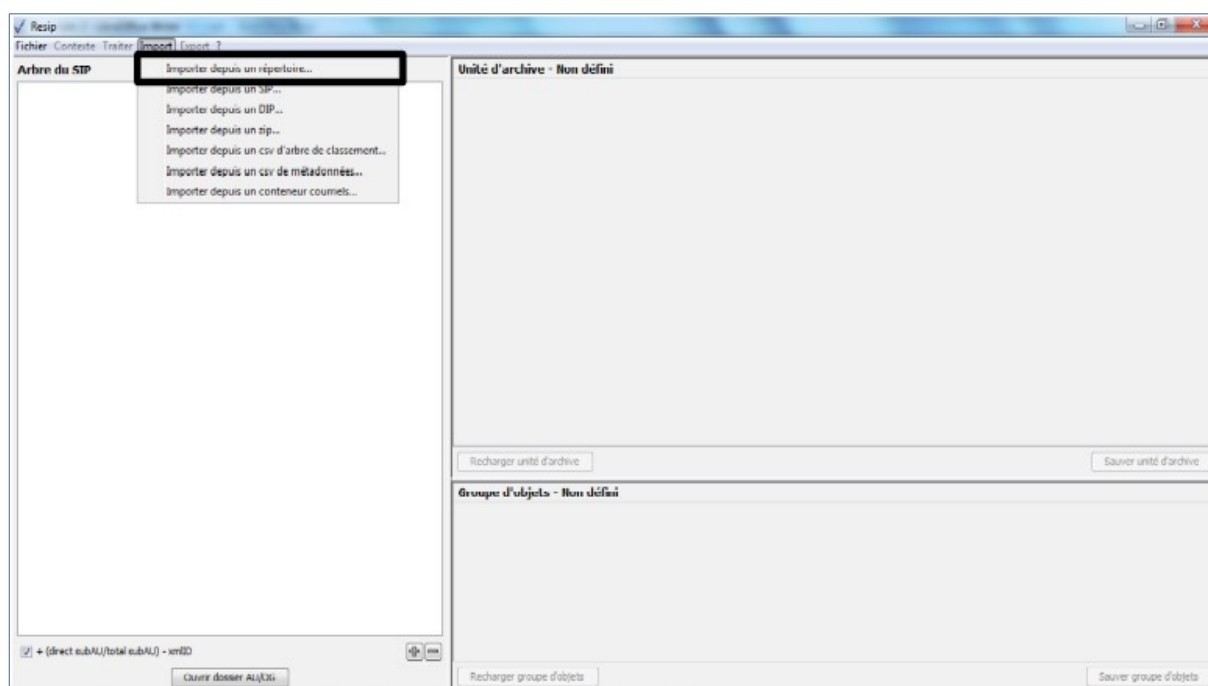 Resip
Fichier Contexte Traiter Import Export ?
Arbre du SIP
Importer depuis un répertoire...
Importer depuis un SIP...
Importer depuis un DIP...
Importer depuis un zip...
Importer depuis un csv d'arbre de classement...
Importer depuis un csv de métadonnées...
Importer depuis un conteneur courriels...
Unité d'archive - Non défini
Recharger unité d'archive
Sauver unité d'archive
Groupe d'objets - Non défini
+ (direct subAU/total subAU) - xmlID
Ouvrir dossier AU/OG
Recharger groupe d'objets
Sauver groupe d'objets